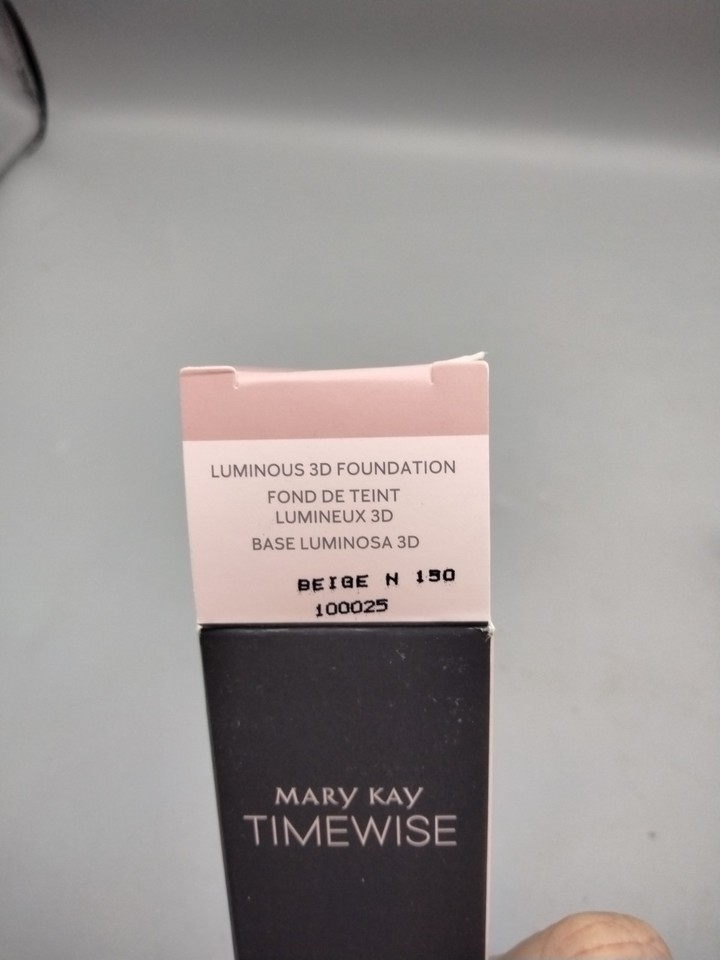 LUMINOUS 3D FOUNDATION
FOND DE TEINT
LUMINEUX 3D
BASE LUMINOSA 3D
BEIGE N 150
100025
MARY KAY
TIMEWISE